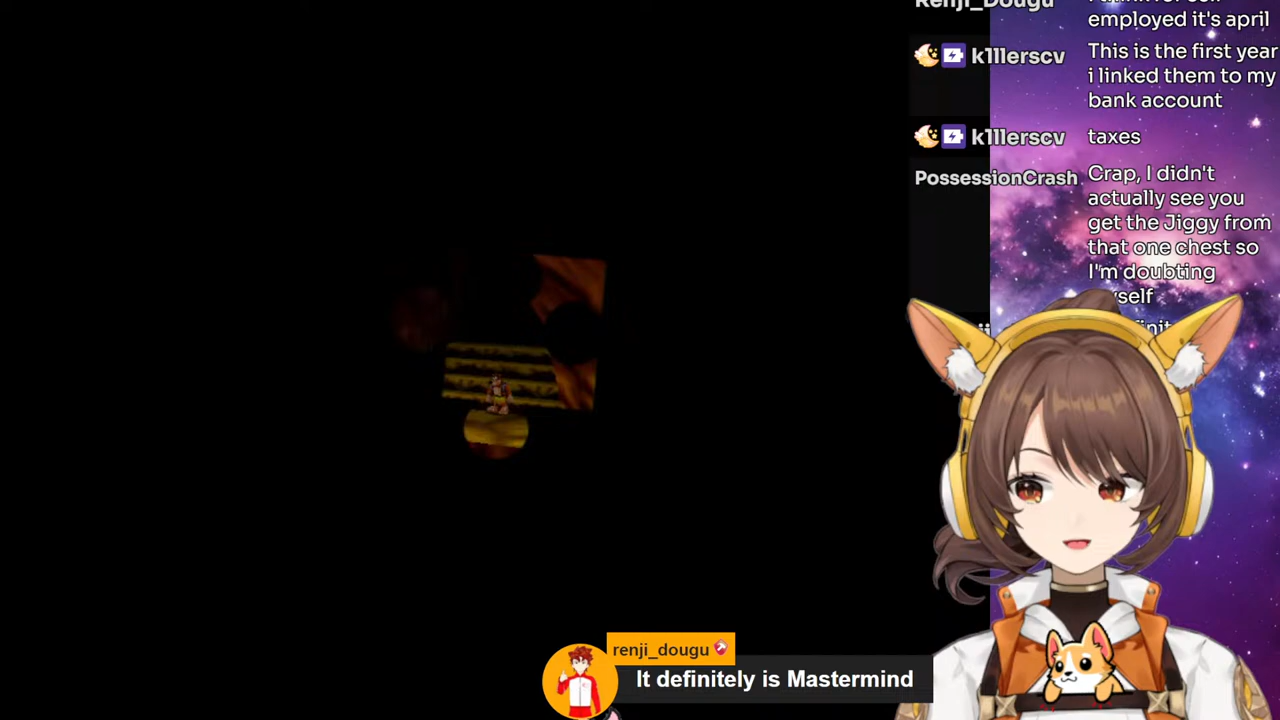 Renji_Dougu
employed it's april
k1llerscv
This is the first year
i linked them to my
bank account
k1llerscv
taxes
PossessionCrash
Crap, I didn't
actually see you
get the Jiggy from
that one chest so
I'm doubting
renji_dougu
It definitely is Mastermind